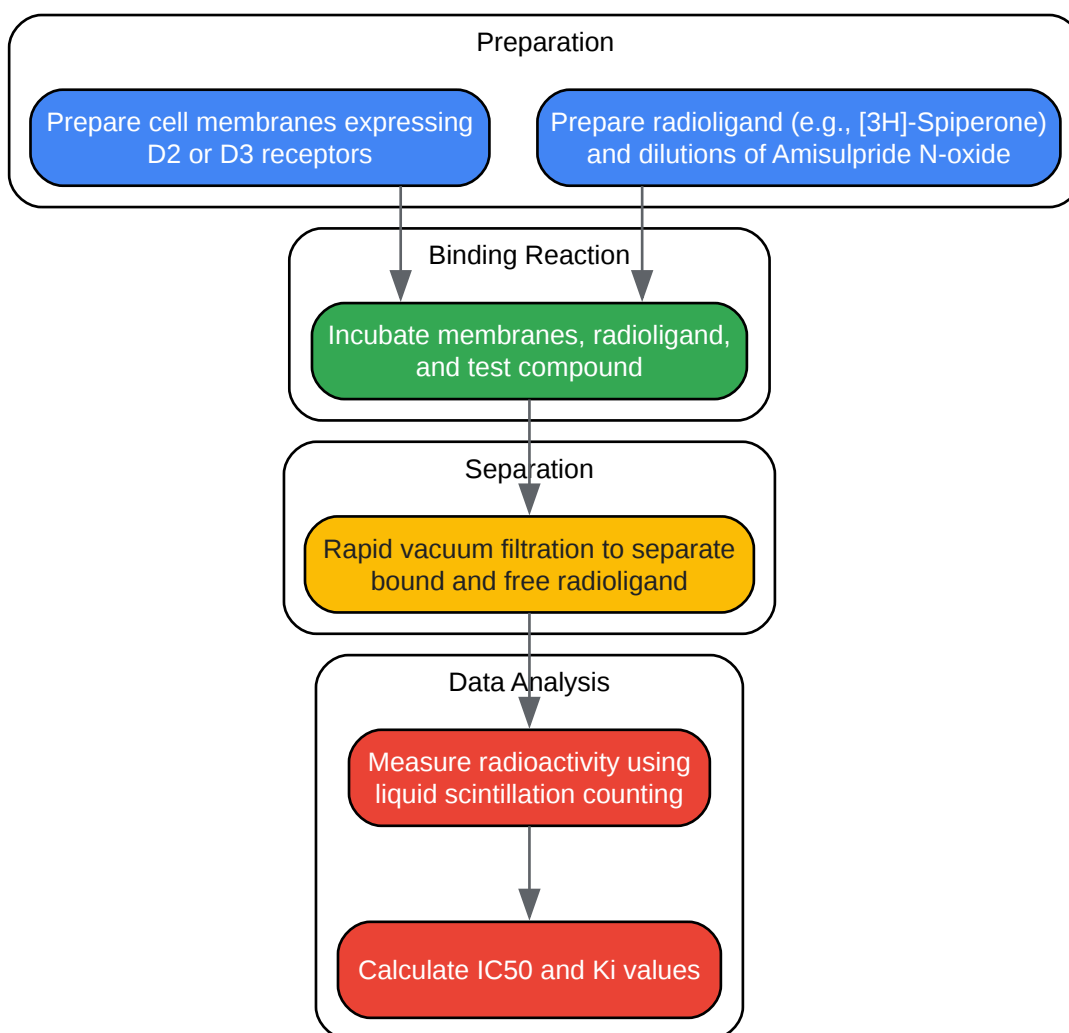 Preparation
Prepare cell membranes expressing
D2 or D3 receptors
Prepare radioligand (e.g., [3H]-Spiperone)
and dilutions of Amisulpride N-oxide
Binding Reaction
Incubate membranes, radioligand,
and test compound
Separation
Rapid vacuum filtration to separate
bound and free radioligand
Data Analysis
Measure radioactivity using
liquid scintillation counting
Calculate IC50 and Ki values